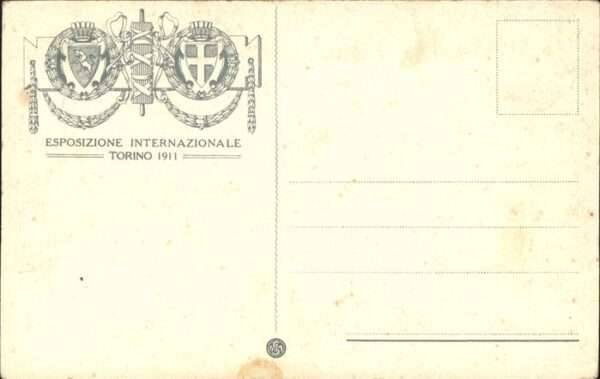 ESPOSIZIONE INTERNAZIONALE
TORINO 1911